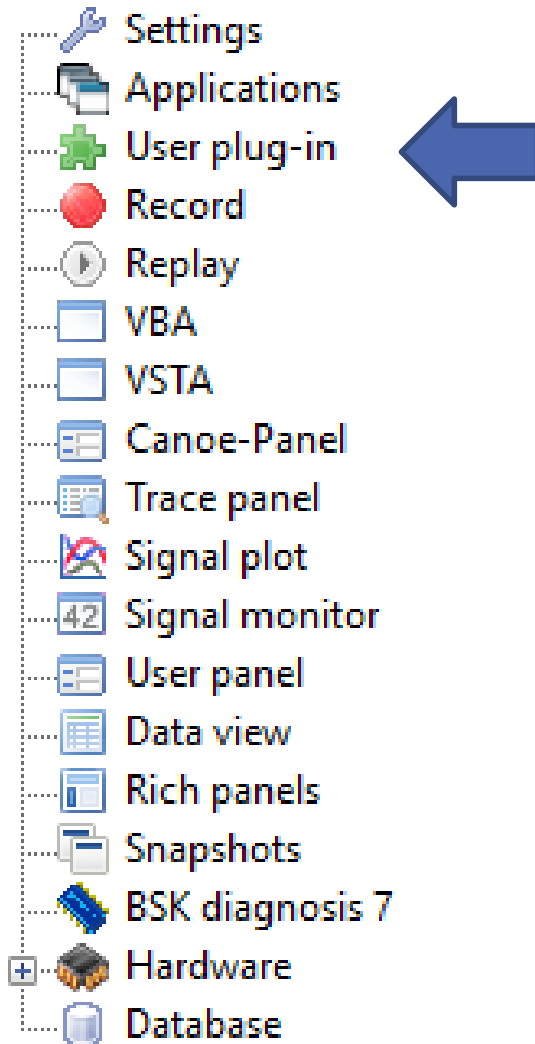 Settings
Applications
User plug-in
Record
Replay
VBA
VSTA
Canoe-Panel
Trace panel
Signal plot
42 Signal monitor
User panel
Data view
Rich panels
Snapshots
BSK diagnosis 7
Hardware
Database